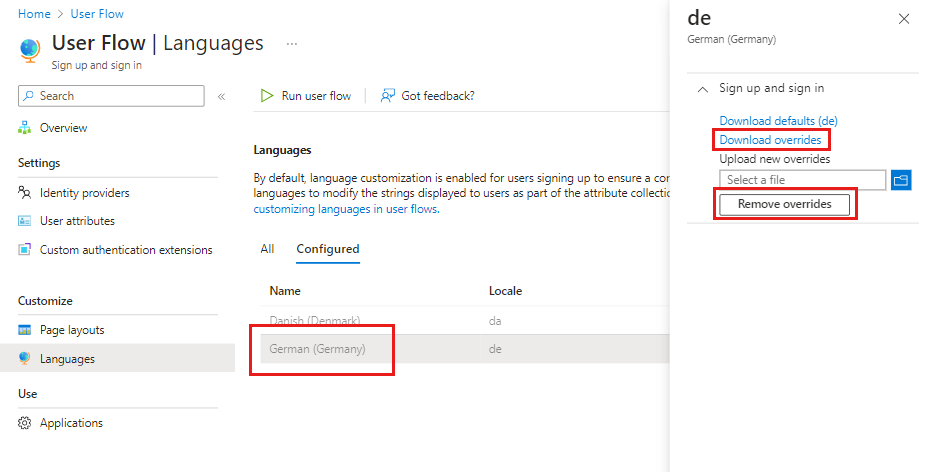 Home > User Flow
User Flow | Languages ...
Sign up and sign in
Search «
Overview
Settings
Identity providers
User attributes
Custom authentication extensions
Customize
Page layouts
Languages
Use
Applications
Run user flow
Got feedback?
Languages
By default, language customization is enabled for users signing up to ensure a con
languages to modify the strings displayed to users as part of the attribute collection
customizing languages in user flows.
All Configured
Name Locale
Danish (Denmark) da
German (Germany) de
de
German (Germany)
Sign up and sign in
Download defaults (de)
Download overrides
Upload new overrides
Select a file
Remove overrides